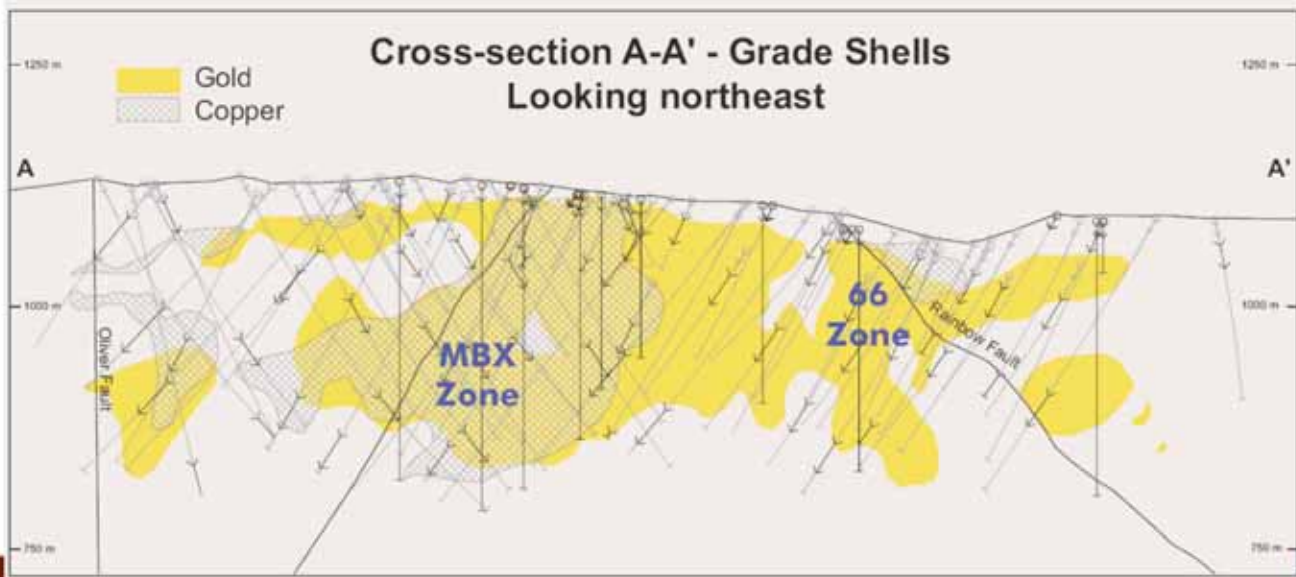 Cross-section A-A' - Grade Shells
Looking northeast
1250 m
1250 m
Gold
Copper
A
A'
1000 m
1000 m
Oliver Fault
MBX
Zone
66
Zone
Rainbow Fault
750 m
750 m